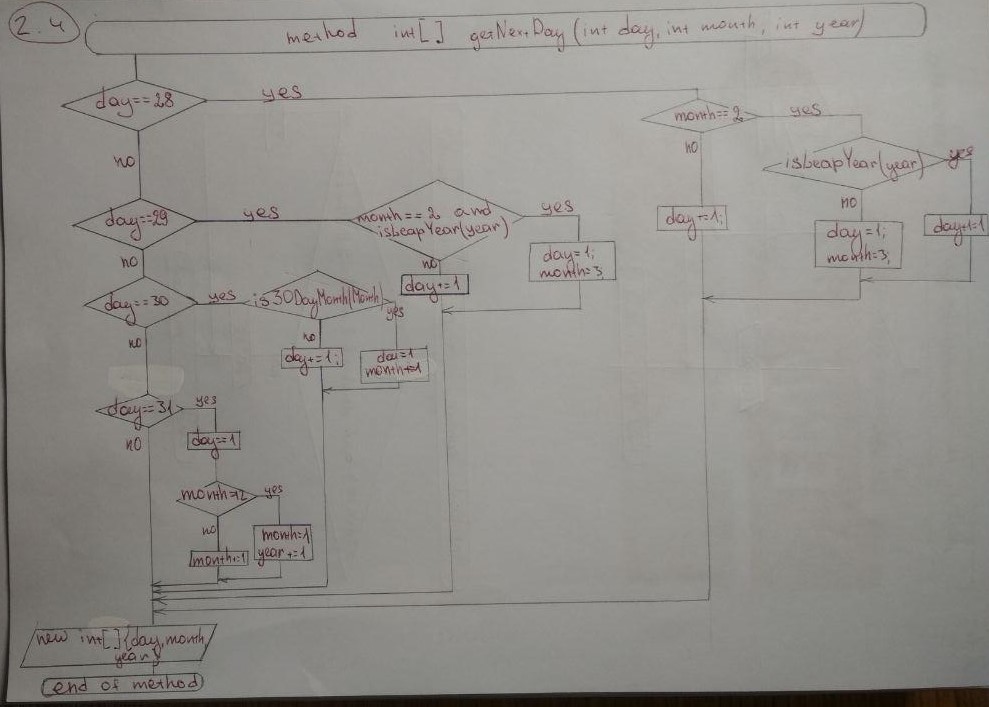 2.4
method int[] getNextDay (int day, int month, int year)
day==28
yes
no
month==2
yes
no
isLeapYear(year)
yes
no
day+=1;
day=1;
month=3;
day+=1
day==29
yes
no
month==2 and
isLeapYear(year)
yes
no
day+=1
day=1;
month=3;
day==30
yes
no
is30DayMonth(Month)
yes
no
day+=1;
day=1
month+=1
day==31
yes
no
day=1
month=12
yes
no
month+=1
month=1
year+=1
new int[]{day,month,
year}
end of method